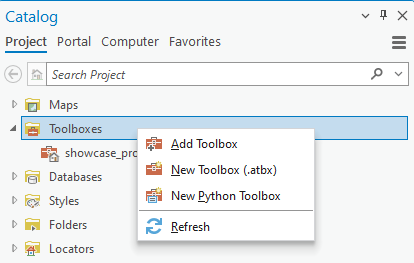 Catalog
Project Portal Computer Favorites
Search Project
Maps
Toolboxes
showcase_pro
Add Toolbox
New Toolbox (.atbx)
Databases
New Python Toolbox
Styles
Folders
Refresh
Locators